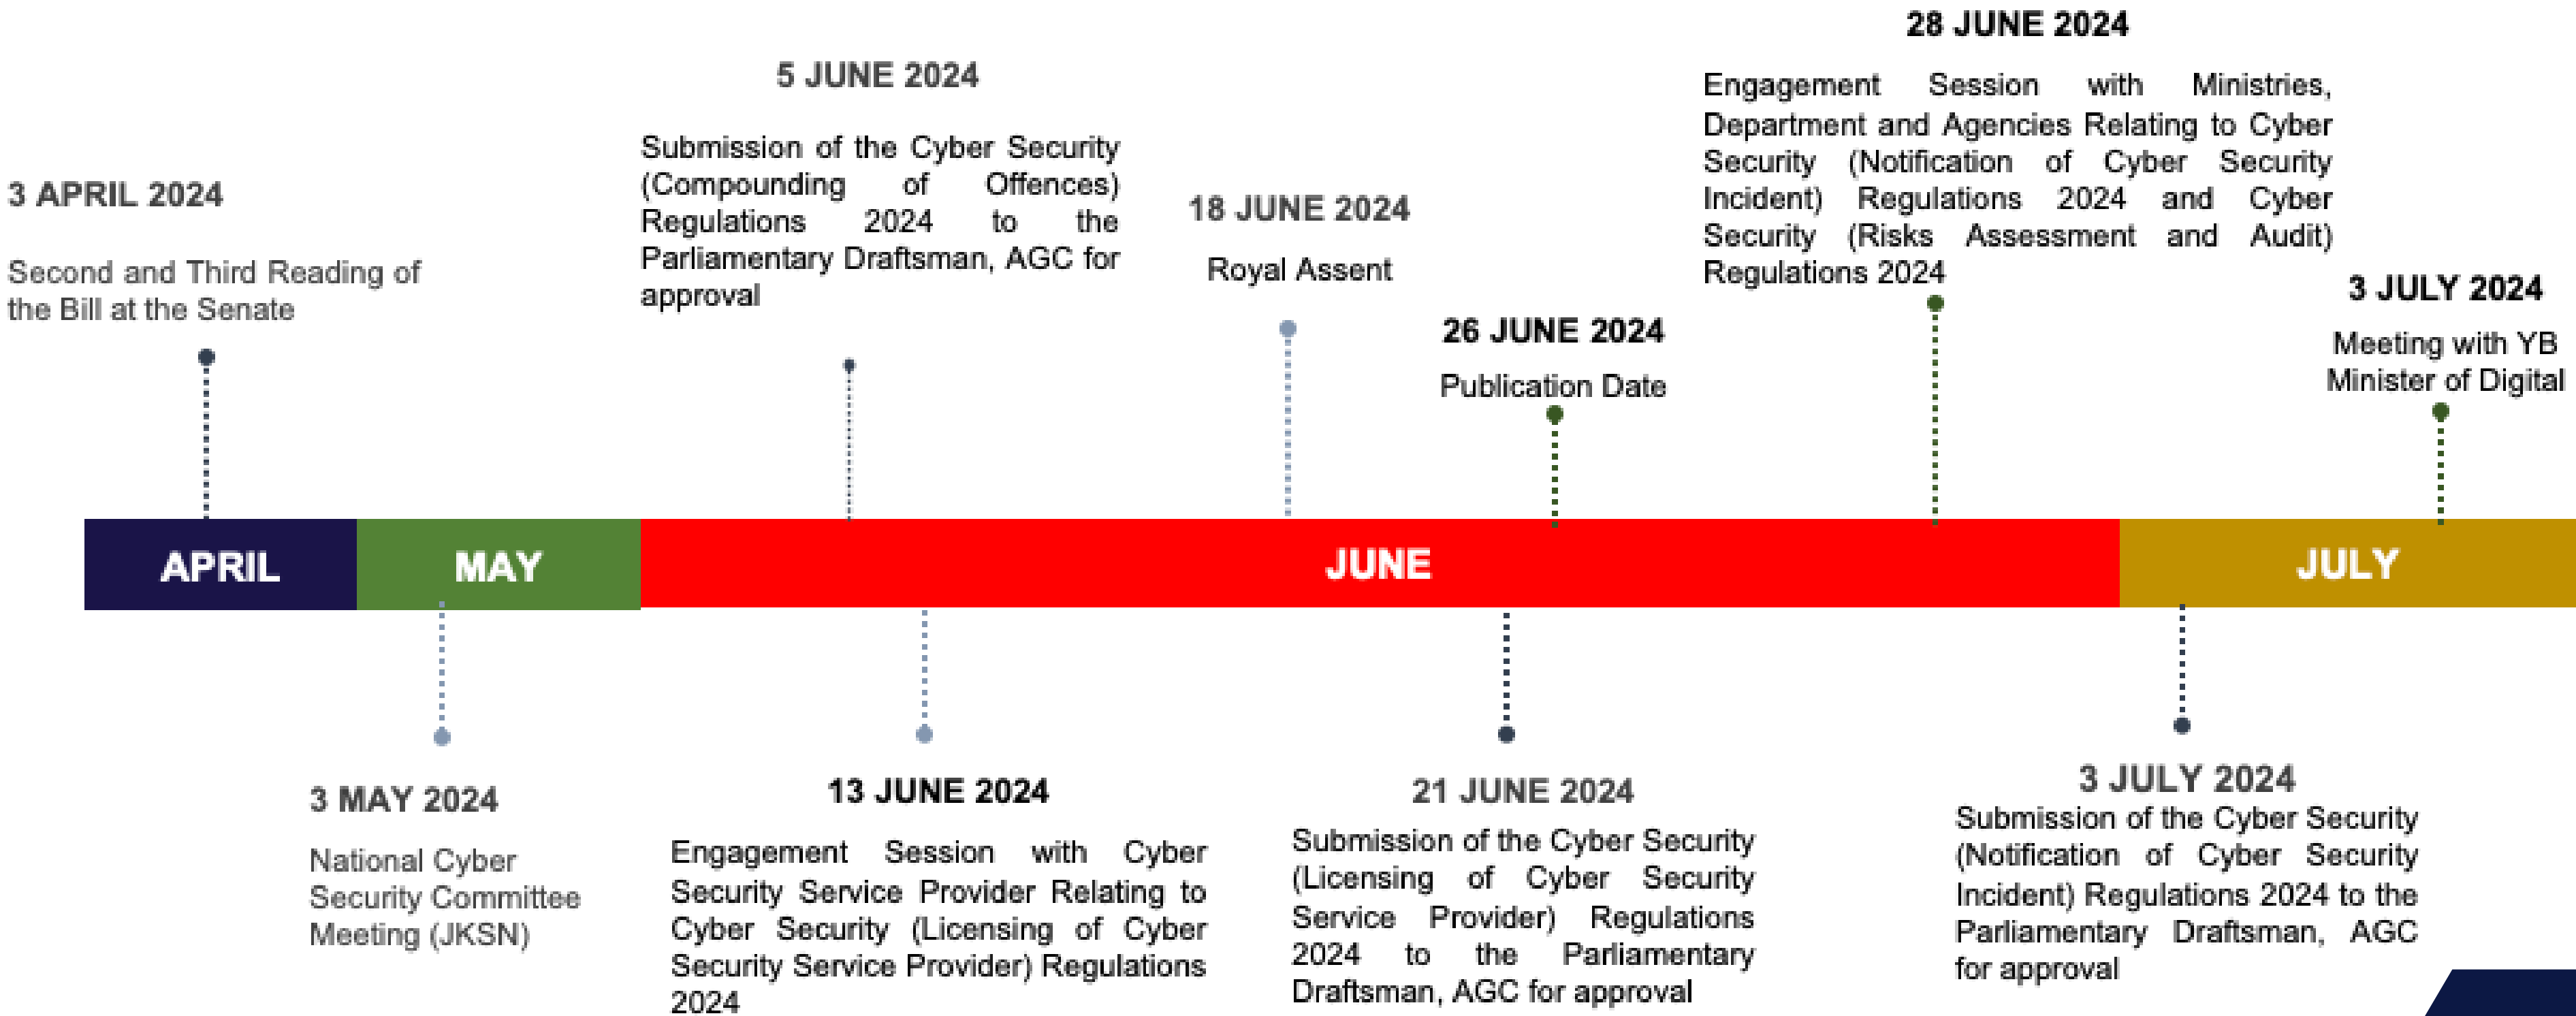 3 APRIL 2024
Second and Third Reading of
the Bill at the Senate
5 JUNE 2024
Submission of the Cyber Security
(Compounding of Offences)
Regulations 2024 to the
Parliamentary Draftsman, AGC for
approval
18 JUNE 2024
Royal Assent
26 JUNE 2024
Publication Date
28 JUNE 2024
Engagement Session with Ministries,
Department and Agencies Relating to Cyber
Security (Notification of Cyber Security
Incident) Regulations 2024 and Cyber
Security (Risks Assessment and Audit)
Regulations 2024
3 JULY 2024
Meeting with YB
Minister of Digital
APRIL
MAY
JUNE
JULY
3 MAY 2024
National Cyber
Security Committee
Meeting (JKSN)
13 JUNE 2024
Engagement Session with Cyber
Security Service Provider Relating to
Cyber Security (Licensing of Cyber
Security Service Provider) Regulations
2024
21 JUNE 2024
Submission of the Cyber Security
(Licensing of Cyber Security
Service Provider) Regulations
2024 to the Parliamentary
Draftsman, AGC for approval
3 JULY 2024
Submission of the Cyber Security
(Notification of Cyber Security
Incident) Regulations 2024 to the
Parliamentary Draftsman, AGC
for approval